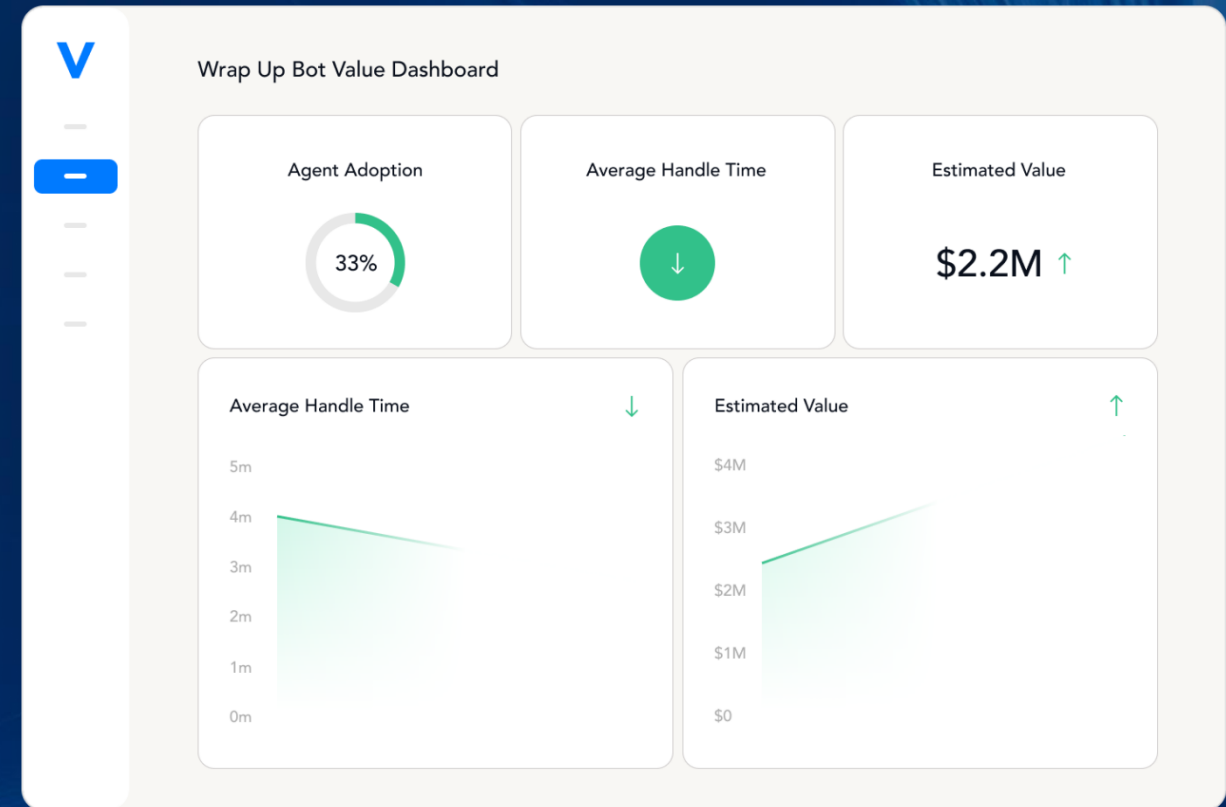 V
Wrap Up Bot Value Dashboard
Agent Adoption
33%
Average Handle Time
↓
Estimated Value
$2.2M ↑
Average Handle Time ↓
5m
4m
3m
2m
1m
0m
Estimated Value ↑
$4M
$3M
$2M
$1M
$0